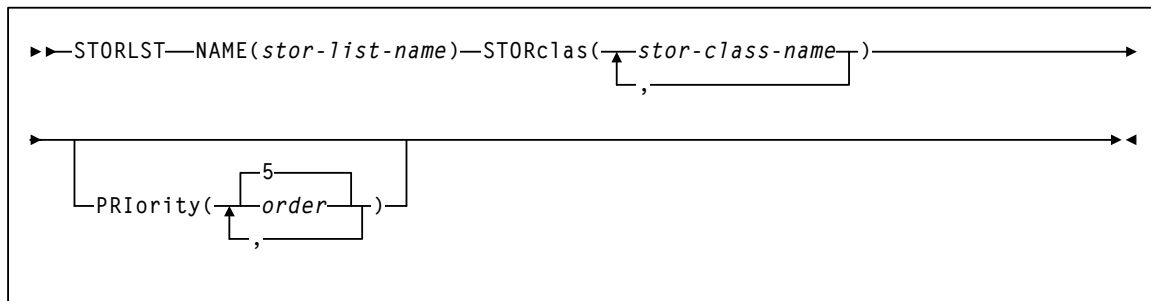 STORLST NAME(stor-list-name) STORclas( stor-class-name )
,
5
PRIority( order )
,